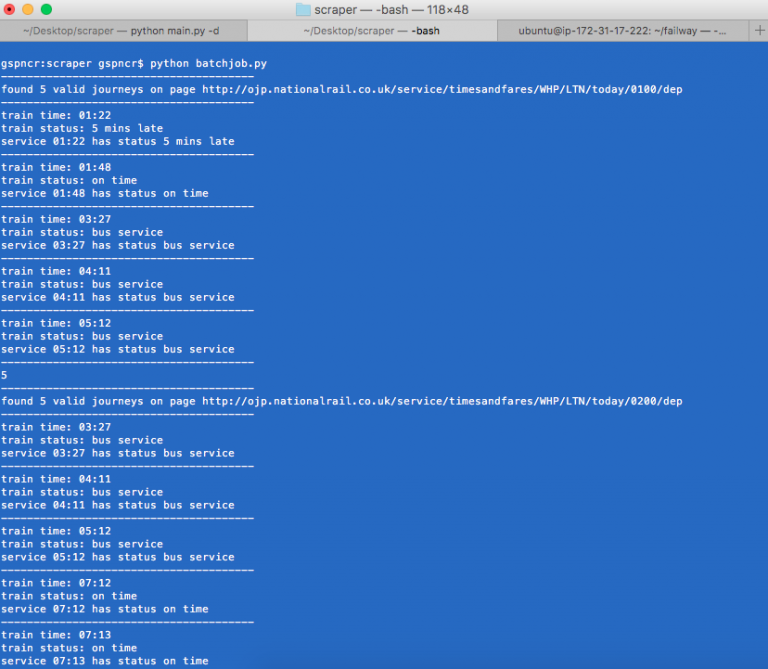 scraper — -bash — 118×48
~/Desktop/scraper — python main.py -d
~/Desktop/scraper — -bash
ubuntu@ip-172-31-17-222: ~/failway — -...
+
gspncr:scraper gspncr$ python batchjob.py
---------------------------------------
found 5 valid journeys on page http://ojp.nationalrail.co.uk/service/timesandfares/WHP/LTN/today/0100/dep
---------------------------------------
train time: 01:22
train status: 5 mins late
service 01:22 has status 5 mins late
---------------------------------------
train time: 01:48
train status: on time
service 01:48 has status on time
---------------------------------------
train time: 03:27
train status: bus service
service 03:27 has status bus service
---------------------------------------
train time: 04:11
train status: bus service
service 04:11 has status bus service
---------------------------------------
train time: 05:12
train status: bus service
service 05:12 has status bus service
---------------------------------------
5
---------------------------------------
found 5 valid journeys on page http://ojp.nationalrail.co.uk/service/timesandfares/WHP/LTN/today/0200/dep
---------------------------------------
train time: 03:27
train status: bus service
service 03:27 has status bus service
---------------------------------------
train time: 04:11
train status: bus service
service 04:11 has status bus service
---------------------------------------
train time: 05:12
train status: bus service
service 05:12 has status bus service
---------------------------------------
train time: 07:12
train status: on time
service 07:12 has status on time
---------------------------------------
train time: 07:13
train status: on time
service 07:13 has status on time